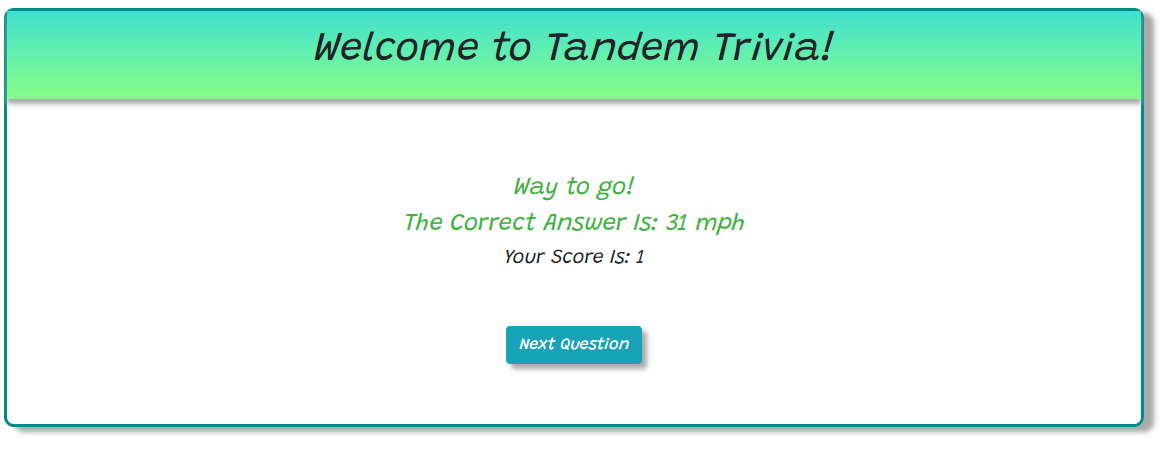 Welcome to Tandem Trivia!
Way to go!
The Correct Answer Is: 31 mph
Your Score Is: 1
Next Question